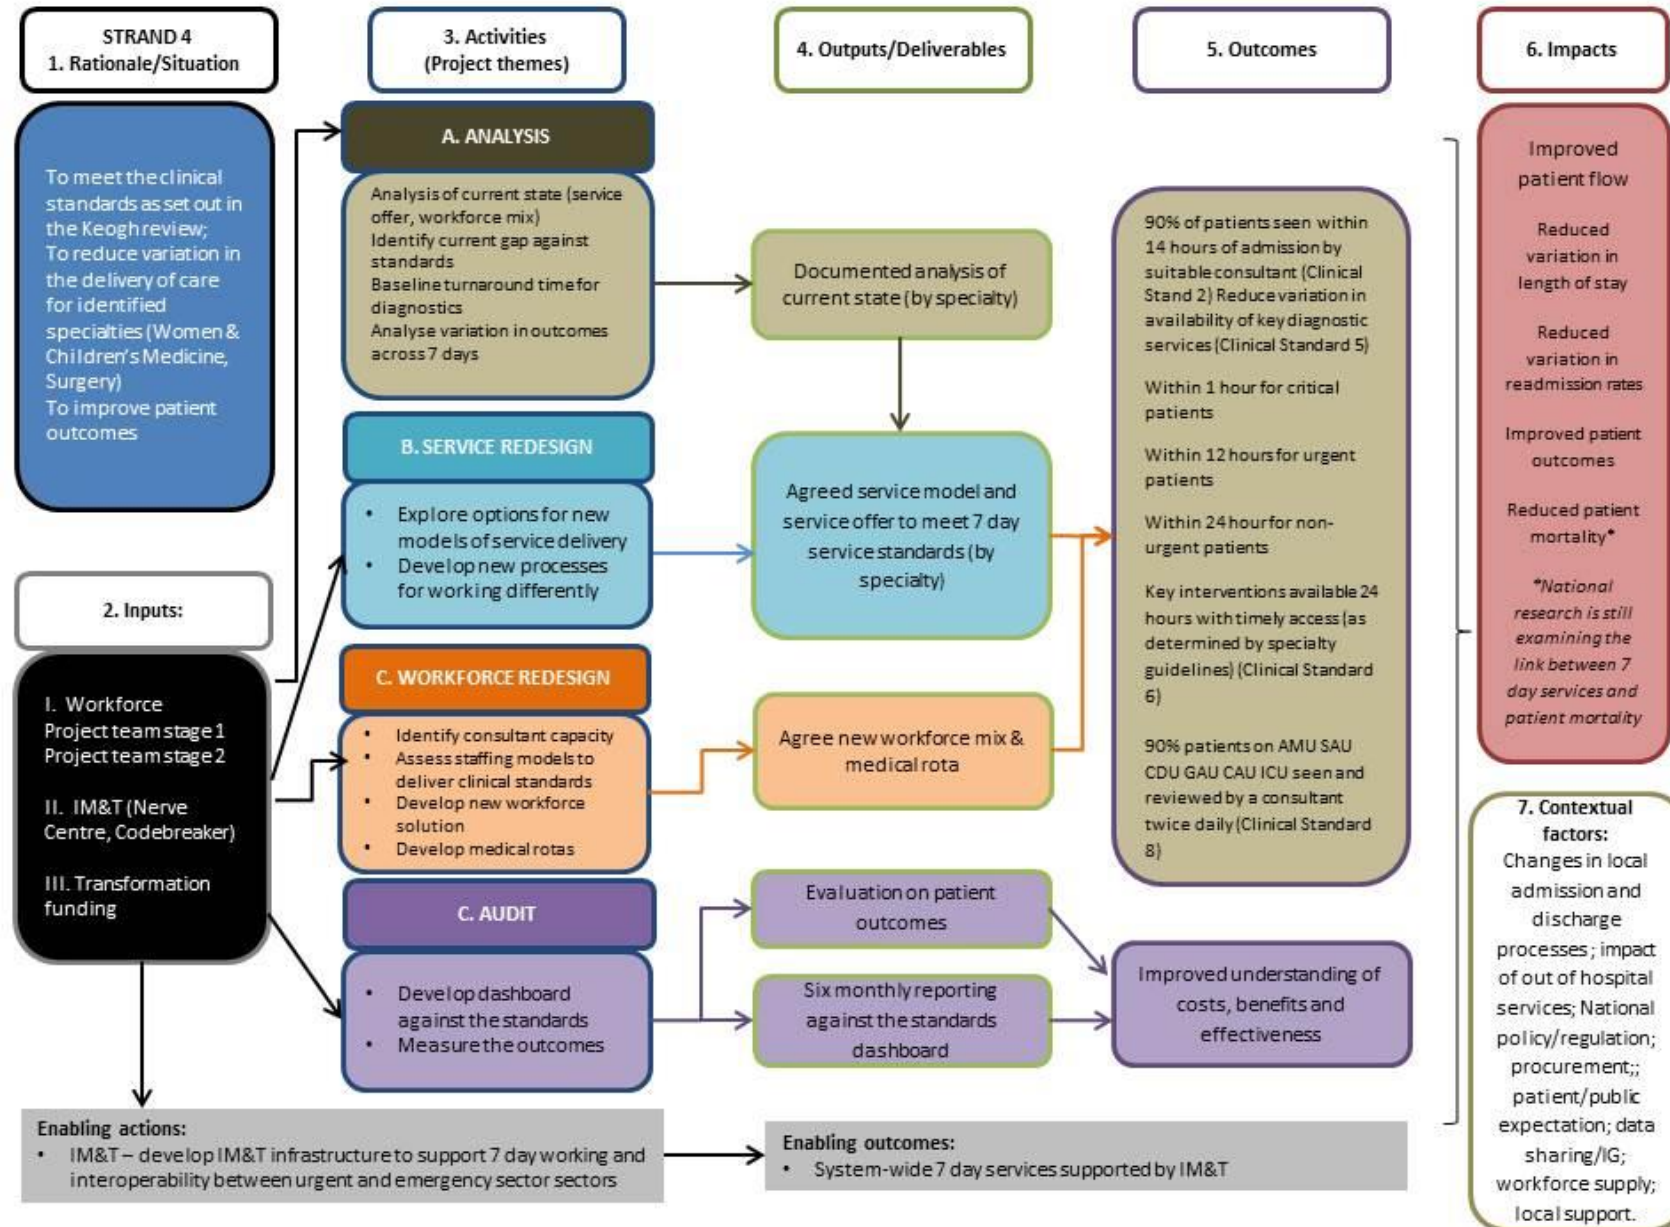 STRAND 4
1. Rationale/Situation
To meet the clinical
standards as set out in
the Keogh review;
To reduce variation in
the delivery of care
for identified
specialties (Women &
Children's Medicine,
Surgery)
To improve patient
outcomes
2. Inputs:
I. Workforce
Project team stage 1
Project team stage 2
II. IM&T (Nerve
Centre, Codebreaker)
III. Transformation
funding
3. Activities
(Project themes)
A. ANALYSIS
Analysis of current state (service
offer, workforce mix)
Identify current gap against
standards
Baseline turnaround time for
diagnostics
Analyse variation in outcomes
across 7 days
B. SERVICE REDESIGN
• Explore options for new
models of service delivery
• Develop new processes
for working differently
C. WORKFORCE REDESIGN
• Identify consultant capacity
• Assess staffing models to
deliver clinical standards
• Develop new workforce
solution
• Develop medical rotas
C. AUDIT
• Develop dashboard
against the standards
• Measure the outcomes
4. Outputs/Deliverables
Documented analysis of
current state (by specialty)
Agreed service model and
service offer to meet 7 day
service standards (by
specialty)
Agree new workforce mix &
medical rota
Evaluation on patient
outcomes
Six monthly reporting
against the standards
dashboard
5. Outcomes
90% of patients seen within
14 hours of admission by
suitable consultant (Clinical
Stand 2) Reduce variation in
availability of key diagnostic
services (Clinical Standard 5)
Within 1 hour for critical
patients
Within 12 hours for urgent
patients
Within 24 hour for non-
urgent patients
Key interventions available 24
hours with timely access (as
determined by specialty
guidelines) (Clinical Standard
6)
90% patients on AMU SAU
CDU GAU CAU ICU seen and
reviewed by a consultant
twice daily (Clinical Standard
8)
Improved understanding of
costs, benefits and
effectiveness
6. Impacts
Improved
patient flow
Reduced
variation in
length of stay
Reduced
variation in
readmission rates
Improved patient
outcomes
Reduced patient
mortality*
*National
research is still
examining the
link between 7
day services and
patient mortality
7. Contextual
factors:
Changes in local
admission and
discharge
processes; impact
of out of hospital
services; National
policy/regulation;
procurement;;
patient/public
expectation; data
sharing/IG;
workforce supply;
local support.
Enabling actions:
• IM&T – develop IM&T infrastructure to support 7 day working and
interoperability between urgent and emergency sector sectors
Enabling outcomes:
• System-wide 7 day services supported by IM&T